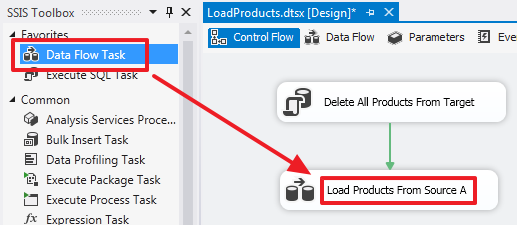 SSIS Toolbox
Favorites
Data Flow Task
Execute SQL Task
Common
Analysis Services Proce...
Bulk Insert Task
Data Profiling Task
Execute Package Task
Execute Process Task
fx Expression Task
LoadProducts.dtsx [Design]*
Control Flow Data Flow Parameters Eve
Delete All Products From Target
Load Products From Source A